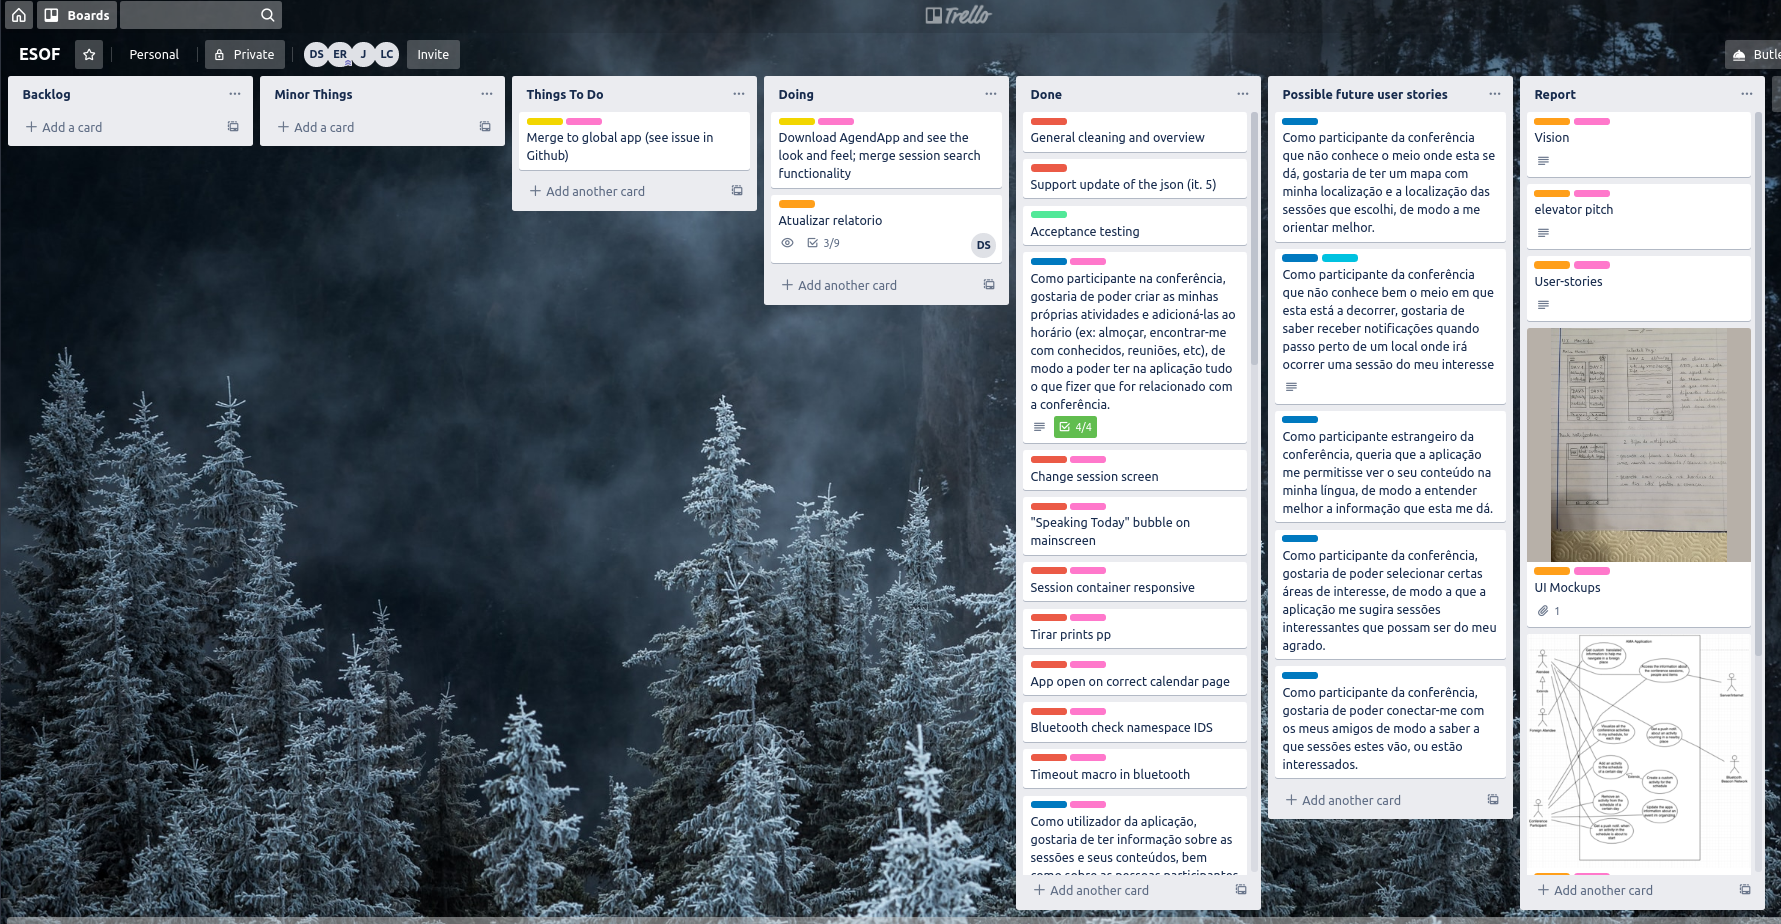 Boards
Trello
ESOF
Personal
Private
DS ER J LC
Invite
Backlog
Add a card
Minor Things
Add a card
Things To Do
Merge to global app (see issue in
Github)
Add another card
Doing
Download AgendApp and see the
look and feel; merge session search
functionality
Atualizar relatorio
3/9
DS
Add another card
Done
General cleaning and overview
Support update of the json (it. 5)
Acceptance testing
Como participante na conferência,
gostaria de poder criar as minhas
próprias atividades e adicioná-las ao
horário (ex: almoçar, encontrar-me
com conhecidos, reuniões, etc), de
modo a poder ter na aplicação tudo
o que fizer que for relacionado com
a conferência.
4/4
Change session screen
"Speaking Today" bubble on
mainscreen
Session container responsive
Tirar prints pp
App open on correct calendar page
Bluetooth check namespace IDS
Timeout macro in bluetooth
Como utilizador da aplicação,
gostaria de ter informação sobre as
sessões e seus conteúdos, bem
como sobre as pessoas participantes
Add another card
Possible future user stories
Como participante da conferência
que não conhece o meio onde esta se
dá, gostaria de ter um mapa com
minha localização e a localização das
sessões que escolhi, de modo a me
orientar melhor.
Como participante da conferência
que não conhece bem o meio em que
esta está a decorrer, gostaria de
saber receber notificações quando
passo perto de um local onde irá
ocorrer uma sessão do meu interesse
Como participante estrangeiro da
conferência, queria que a aplicação
me permitisse ver o seu conteúdo na
minha língua, de modo a entender
melhor a informação que esta me dá.
Como participante da conferência,
gostaria de poder selecionar certas
áreas de interesse, de modo a que a
aplicação me sugira sessões
interessantes que possam ser do meu
agrado.
Como participante da conferência,
gostaria de poder conectar-me com
os meus amigos de modo a saber a
que sessões estes vão, ou estão
interessados.
Add another card
Report
Vision
elevator pitch
User-stories
UI Mockups
1
Add another card